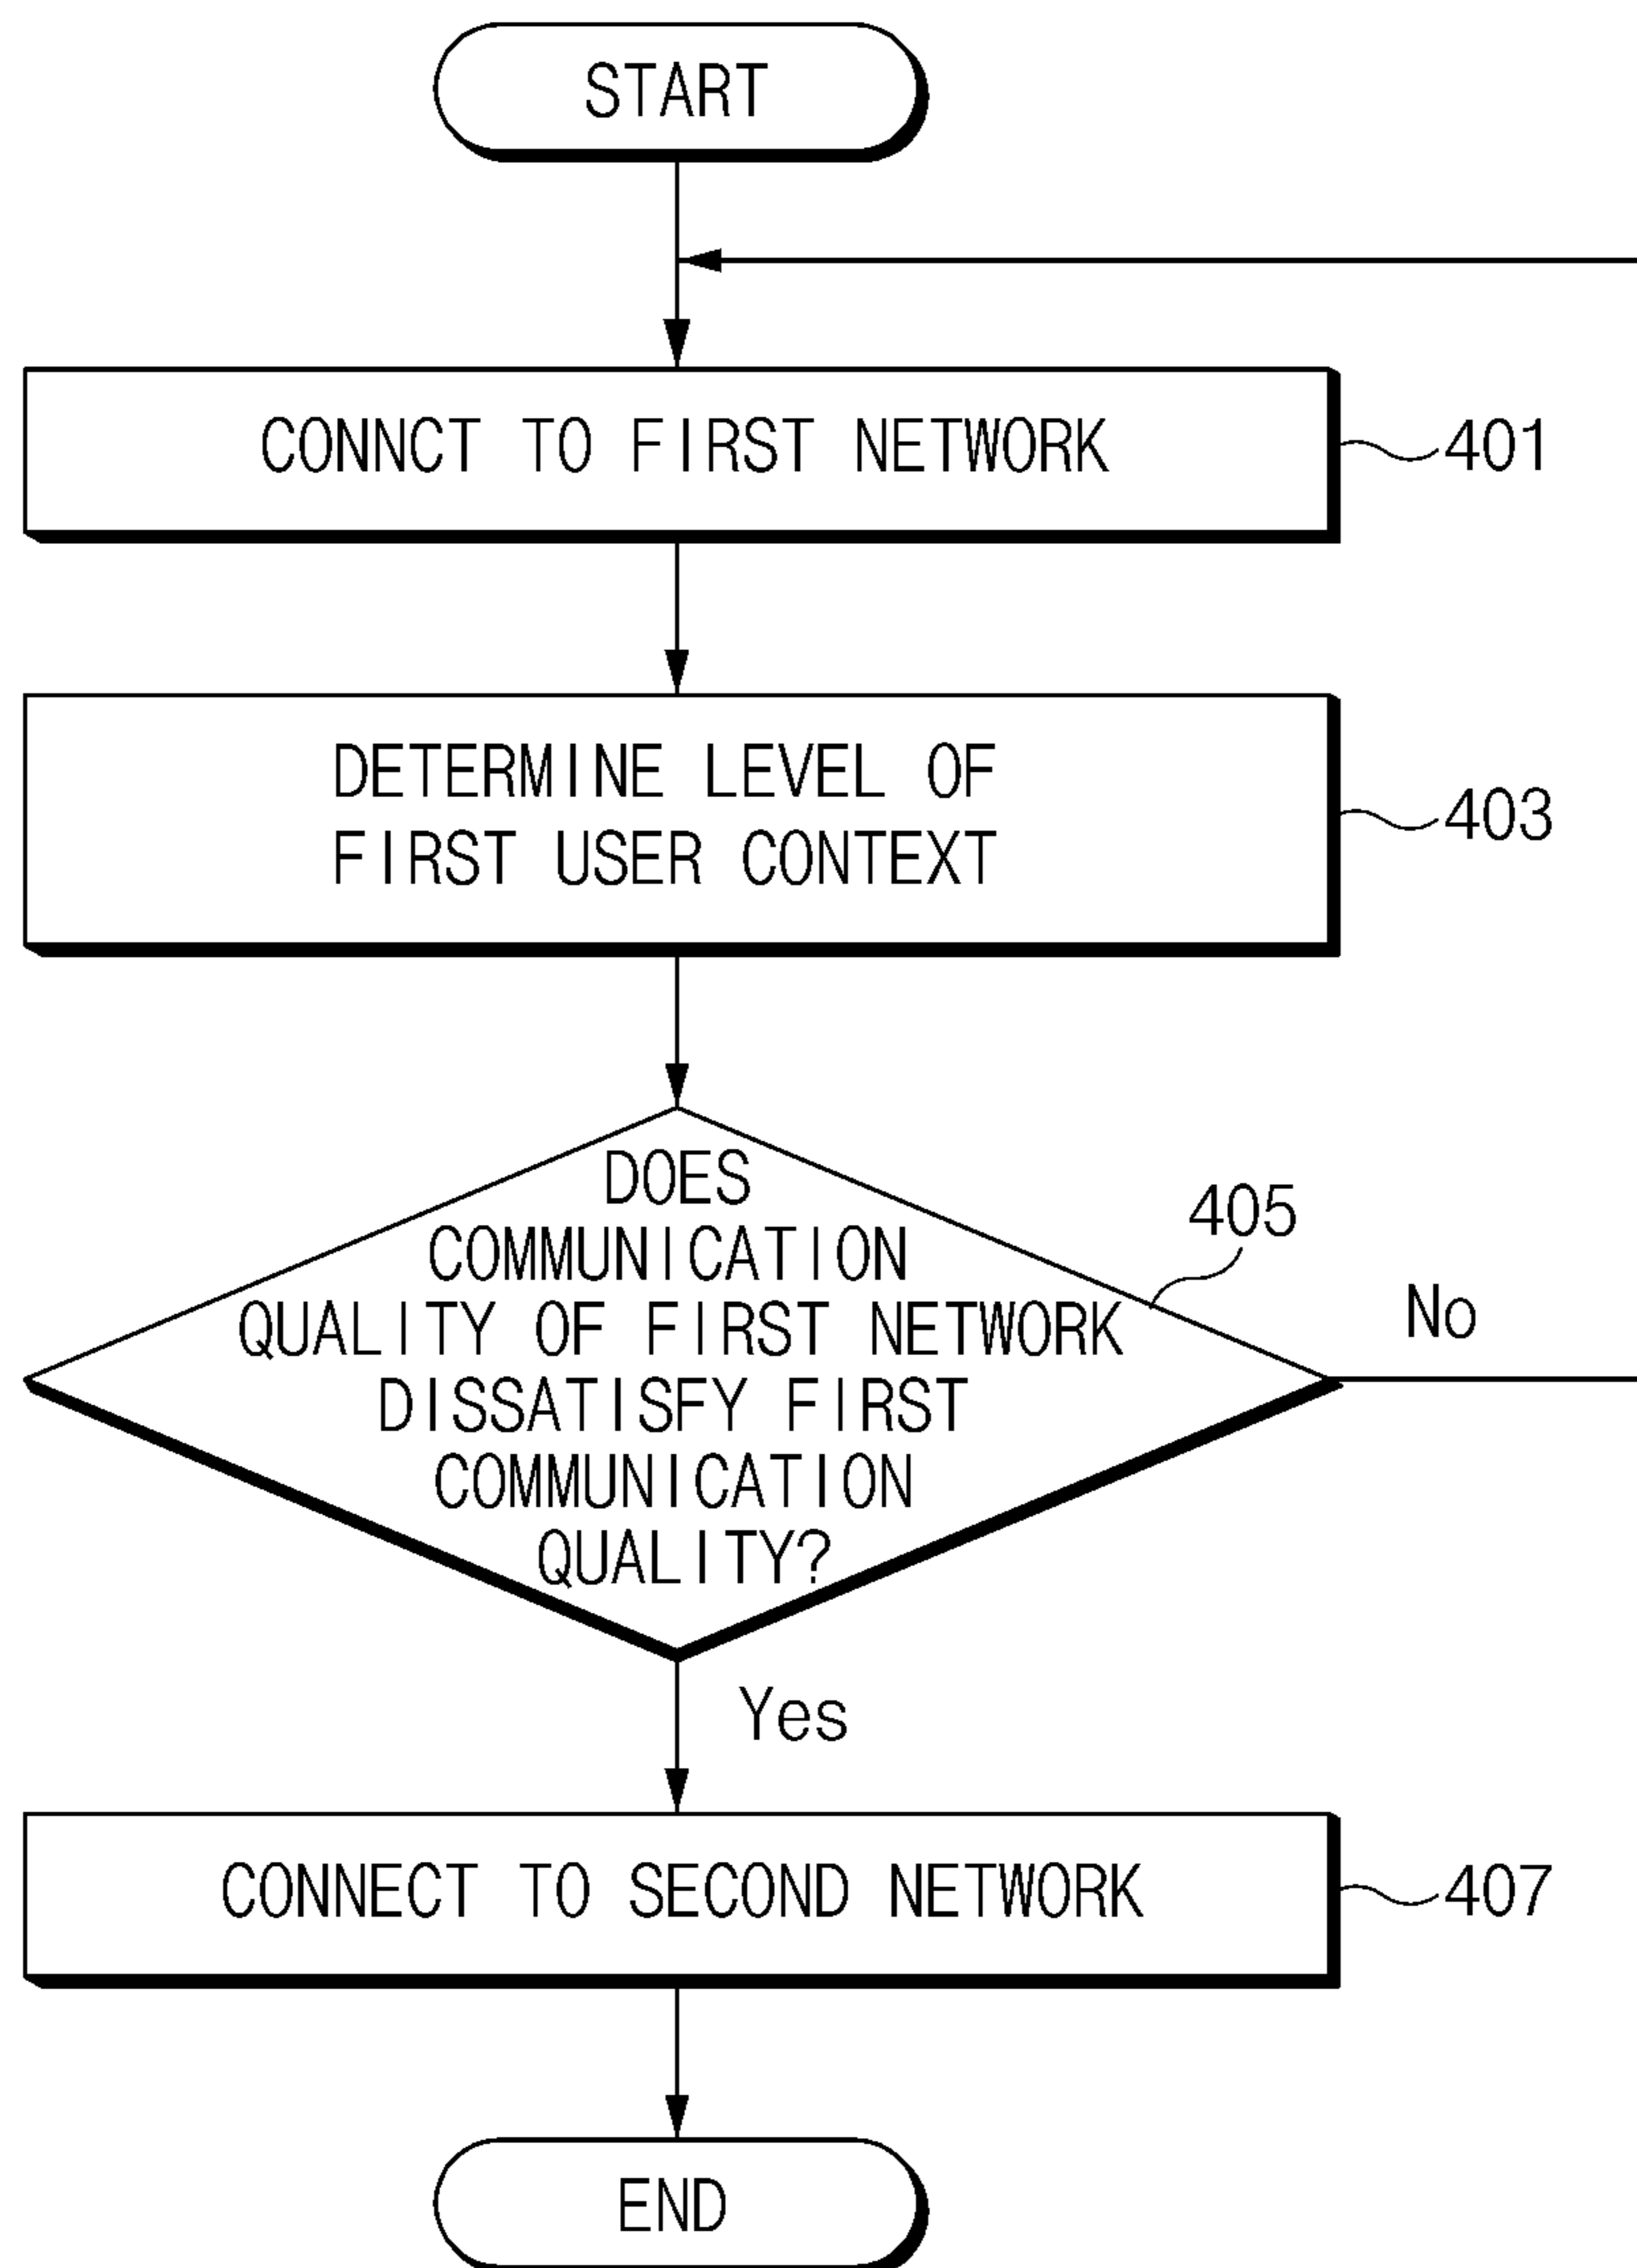 START
CONNCT TO FIRST NETWORK
401
DETERMINE LEVEL OF
FIRST USER CONTEXT
403
DOES
COMMUNICATION
QUALITY OF FIRST NETWORK
DISSATISFY FIRST
COMMUNICATION
QUALITY?
405
No
Yes
CONNECT TO SECOND NETWORK
407
END